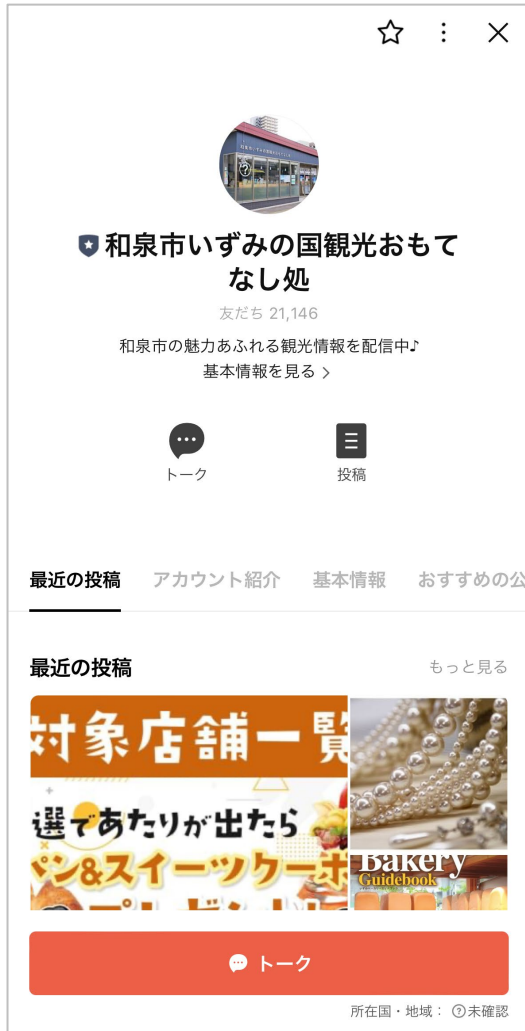 和泉市いずみの国観光おもて
なし処
友だち 21,146
和泉市の魅力あふれる観光情報を配信中♪
基本情報を見る >
トーク
投稿
最近の投稿
アカウント紹介
基本情報
おすすめの公
最近の投稿
もっと見る
対象店舗一覧
選であたりが出たら
パン&スイーツクーポ
Bakery
Guidebook
トーク
所在国・地域： ?未確認